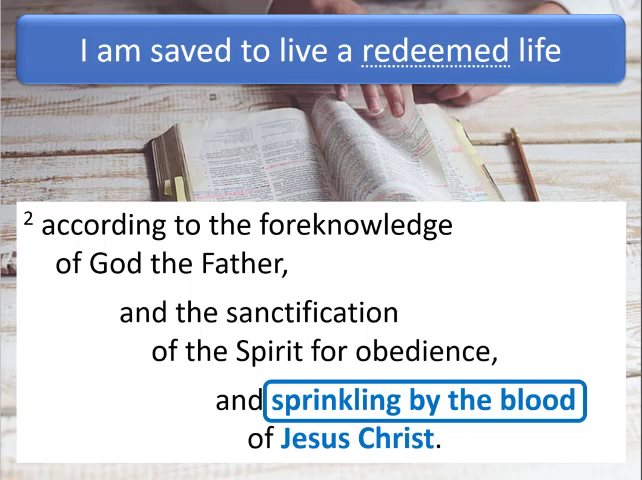 I am saved to live a redeemed life
2 according to the foreknowledge
of God the Father,
and the sanctification
of the Spirit for obedience,
and sprinkling by the blood
of Jesus Christ.